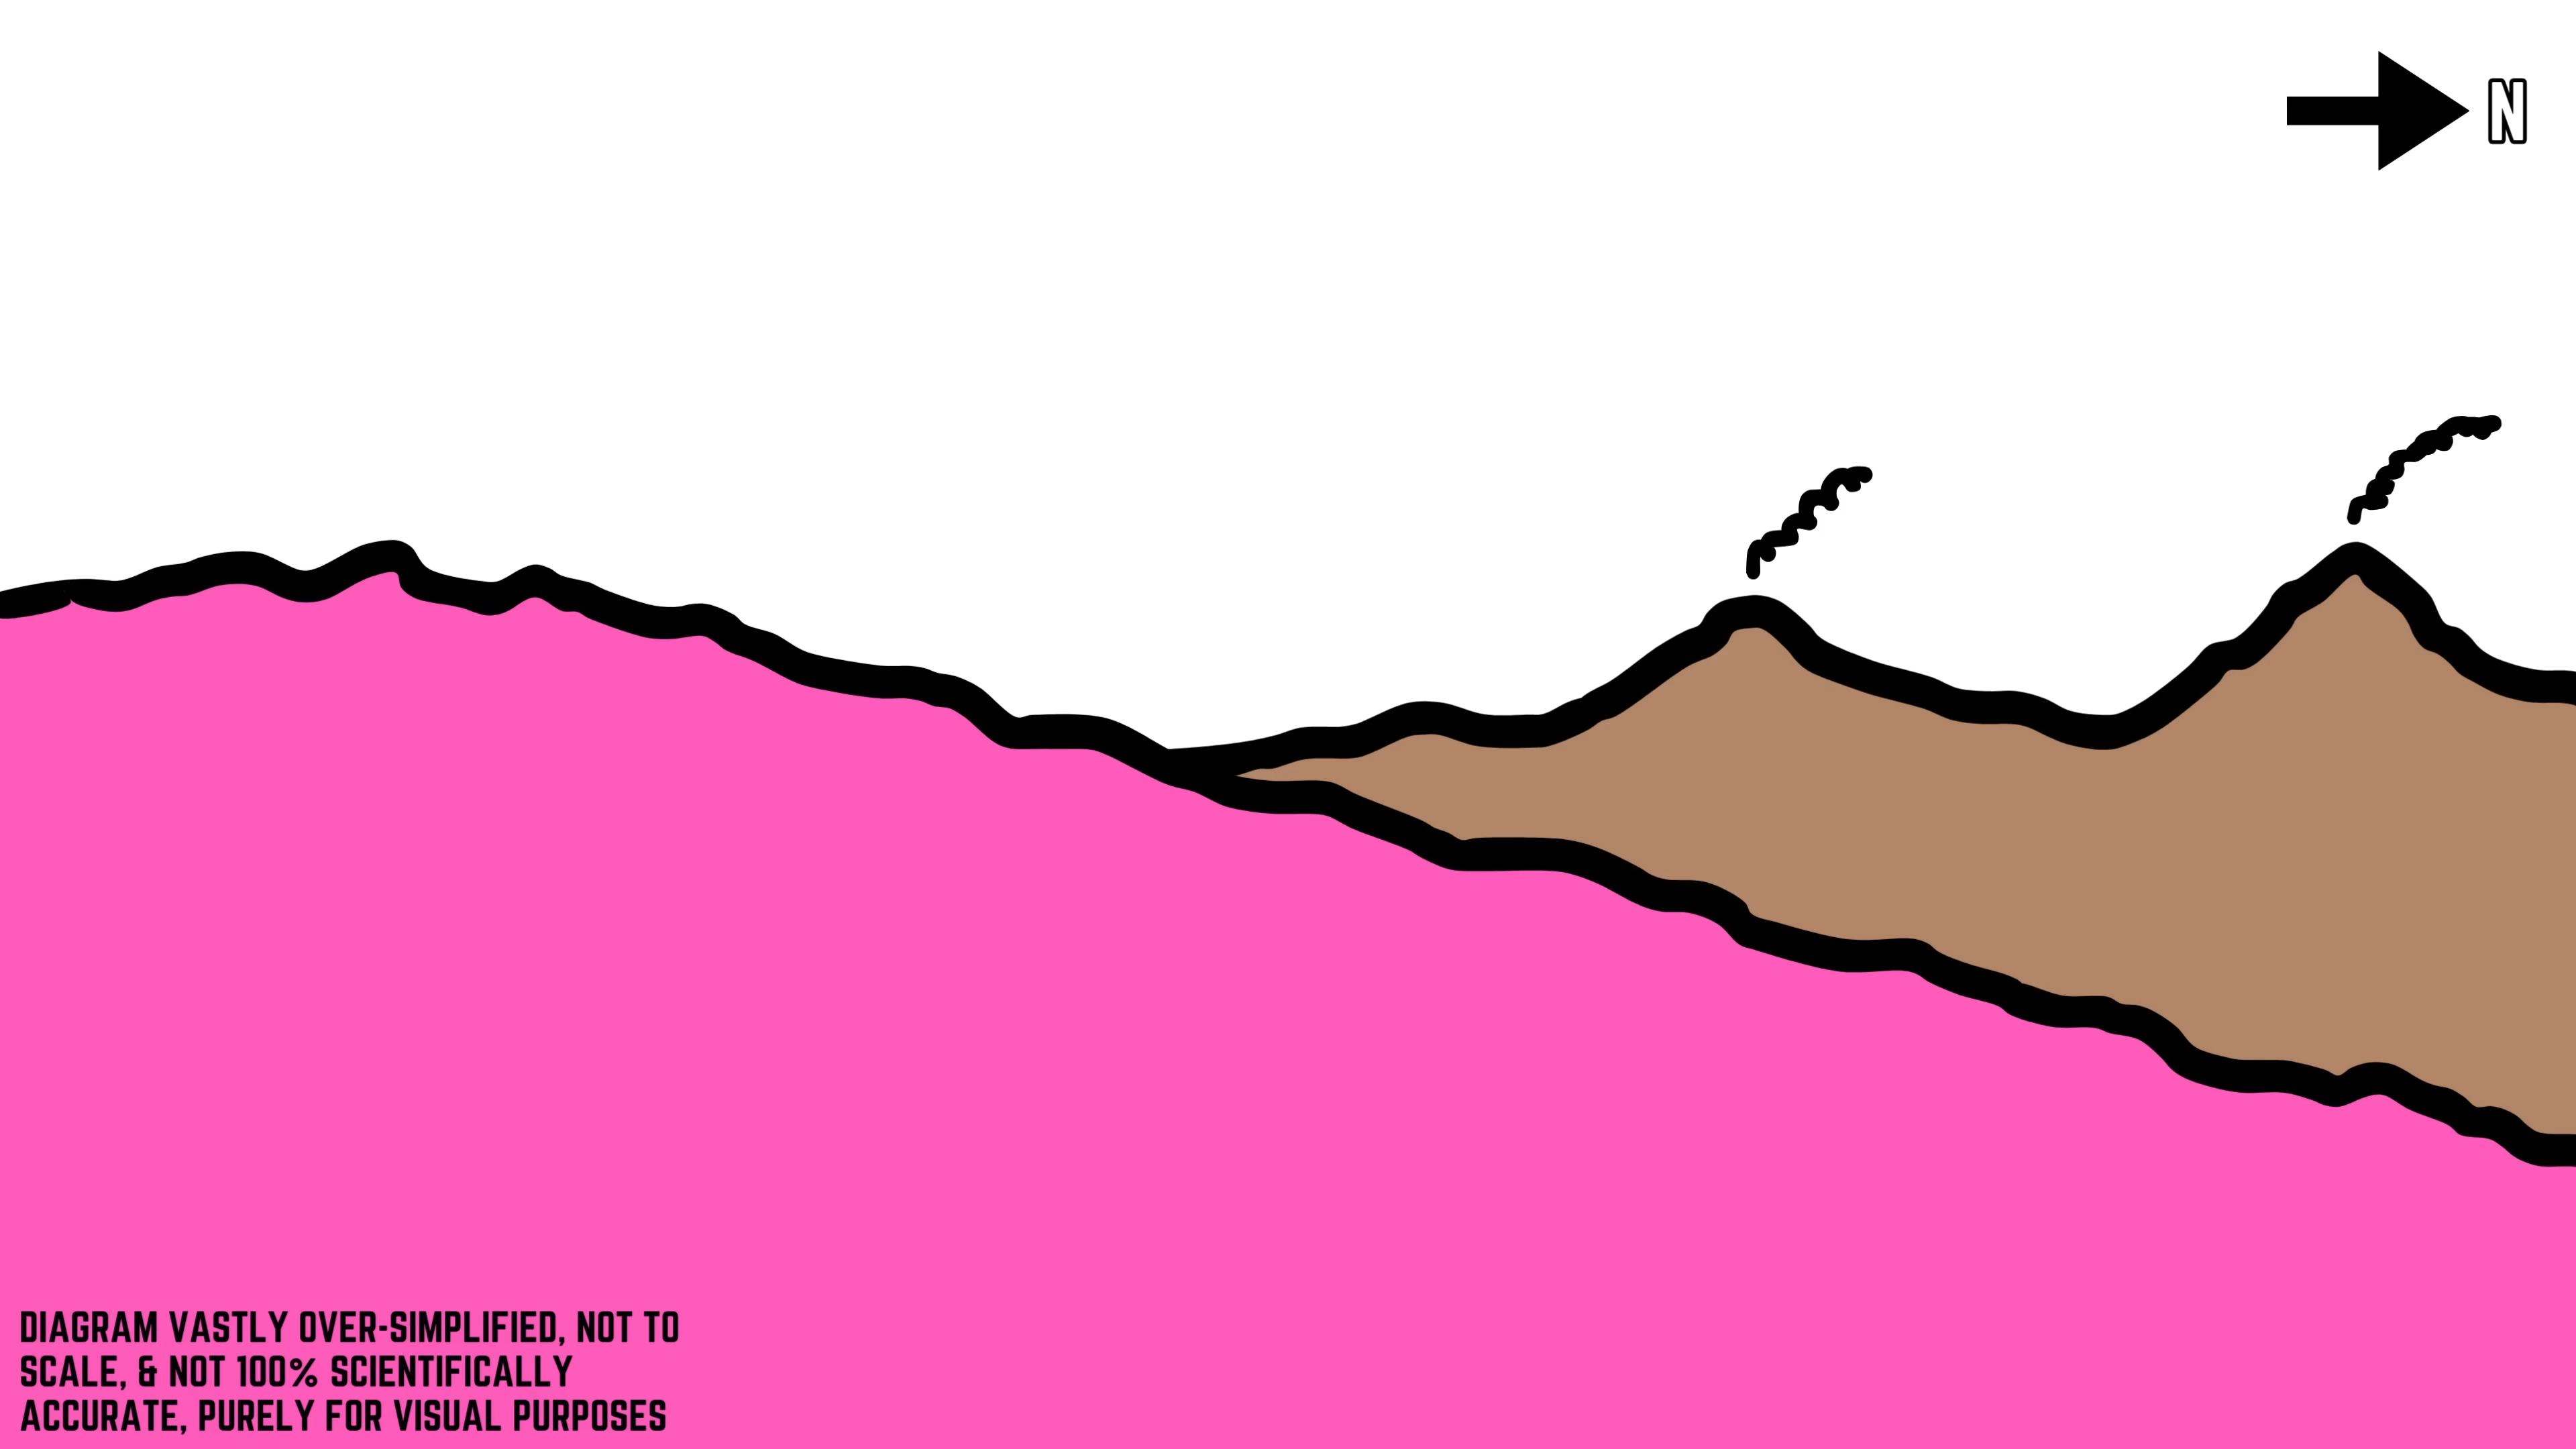 N
DIAGRAM VASTLY OVER-SIMPLIFIED, NOT TO
SCALE, & NOT 100% SCIENTIFICALLY
ACCURATE, PURELY FOR VISUAL PURPOSES